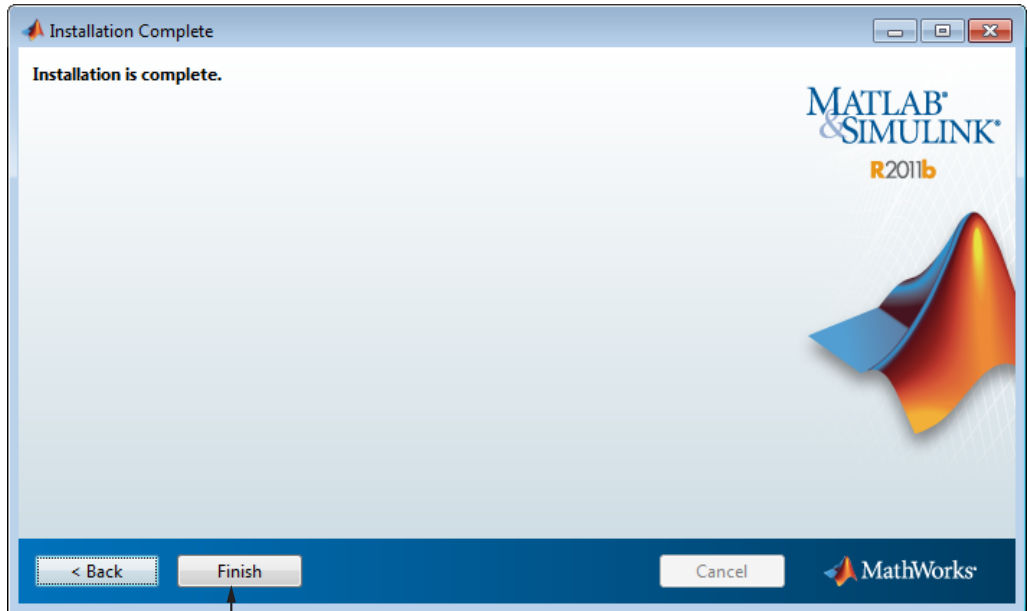 Installation Complete
Installation is complete.
MATLAB®
&SIMULINK®
R2011b
< Back
Finish
Cancel
MathWorks®